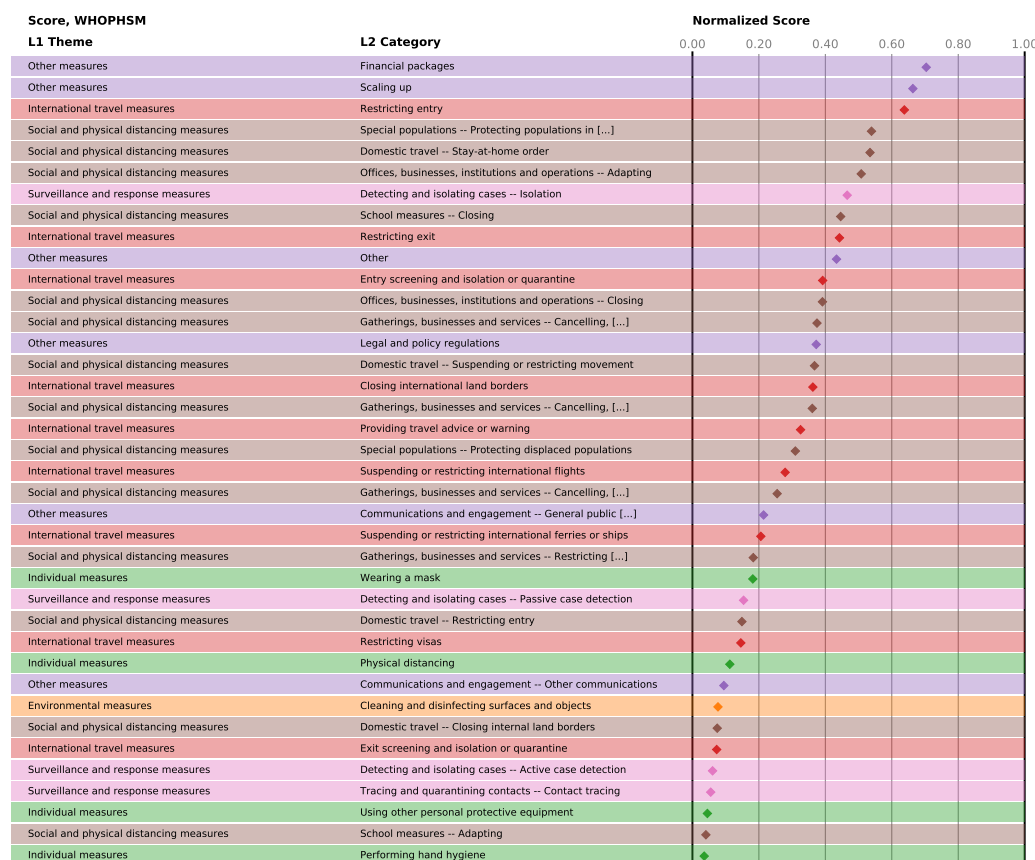 Score, WHOPHSM Normalized Score
L1 Theme L2 Category 0.00 0.20 0.40 0.60 0.80 1.00
Other measures Financial packages
Other measures Scaling up
International travel measures Restricting entry
Social and physical distancing measures Special populations -- Protecting populations in [...]
Social and physical distancing measures Domestic travel -- Stay-at-home order
Social and physical distancing measures Offices, businesses, institutions and operations -- Adapting
Surveillance and response measures Detecting and isolating cases -- Isolation
Social and physical distancing measures School measures -- Closing
International travel measures Restricting exit
Other measures Other
International travel measures Entry screening and isolation or quarantine
Social and physical distancing measures Offices, businesses, institutions and operations -- Closing
Social and physical distancing measures Gatherings, businesses and services -- Cancelling, [...]
Other measures Legal and policy regulations
Social and physical distancing measures Domestic travel -- Suspending or restricting movement
International travel measures Closing international land borders
Social and physical distancing measures Gatherings, businesses and services -- Cancelling, [...]
International travel measures Providing travel advice or warning
Social and physical distancing measures Special populations -- Protecting displaced populations
International travel measures Suspending or restricting international flights
Social and physical distancing measures Gatherings, businesses and services -- Cancelling, [...]
Other measures Communications and engagement -- General public [...]
International travel measures Suspending or restricting international ferries or ships
Social and physical distancing measures Gatherings, businesses and services -- Restricting [...]
Individual measures Wearing a mask
Surveillance and response measures Detecting and isolating cases -- Passive case detection
Social and physical distancing measures Domestic travel -- Restricting entry
International travel measures Restricting visas
Individual measures Physical distancing
Other measures Communications and engagement -- Other communications
Environmental measures Cleaning and disinfecting surfaces and objects
Social and physical distancing measures Domestic travel -- Closing internal land borders
International travel measures Exit screening and isolation or quarantine
Surveillance and response measures Detecting and isolating cases -- Active case detection
Surveillance and response measures Tracing and quarantining contacts -- Contact tracing
Individual measures Using other personal protective equipment
Social and physical distancing measures School measures -- Adapting
Individual measures Performing hand hygiene